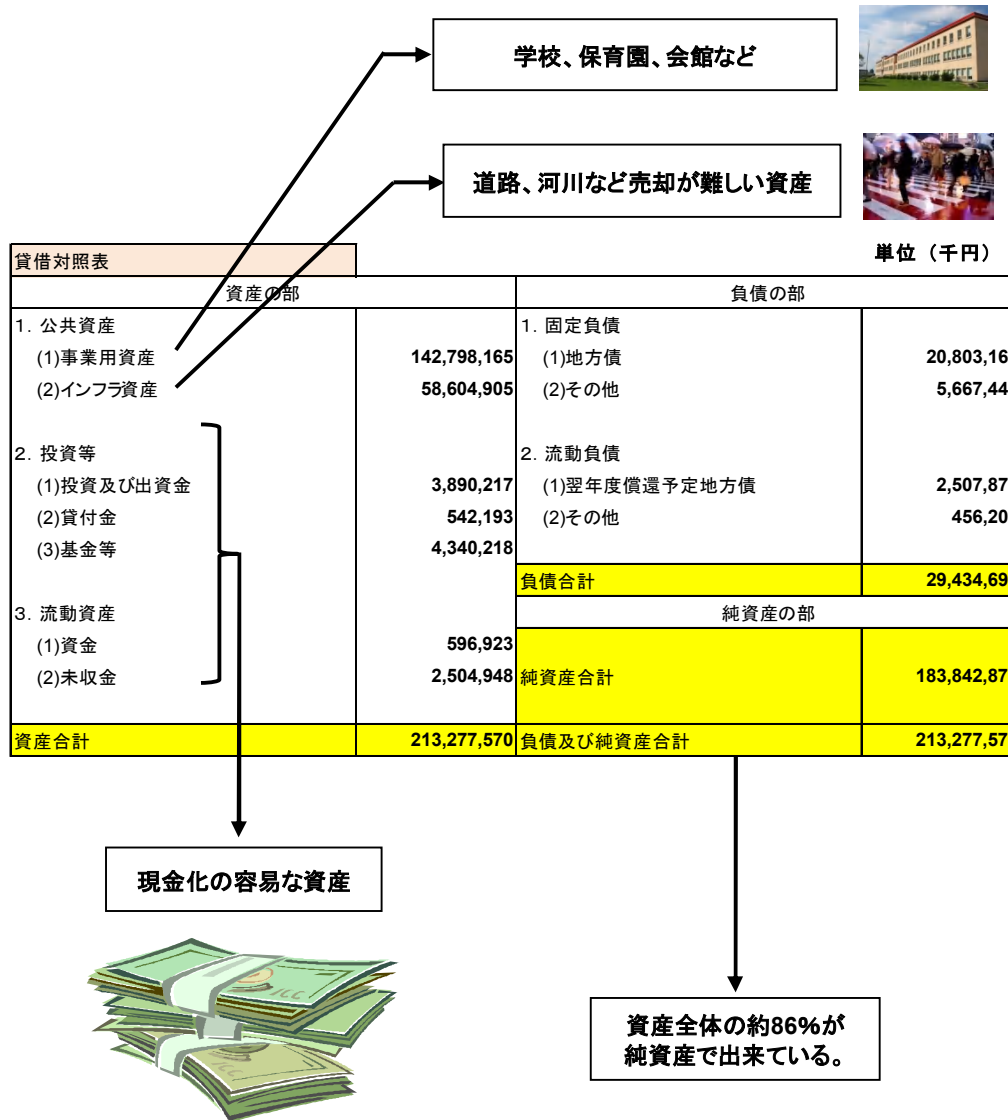 学校、保育園、会館など
道路、河川など売却が難しい資産
単位（千円）
貸借対照表
資産の部 負債の部
1．公共資産 1．固定負債
(1)事業用資産 142,798,165 (1)地方債 20,803,16
(2)インフラ資産 58,604,905 (2)その他 5,667,44
2．投資等 2．流動負債
(1)投資及び出資金 3,890,217 (1)翌年度償還予定地方債 2,507,87
(2)貸付金 542,193 (2)その他 456,20
(3)基金等 4,340,218
負債合計 29,434,69
3．流動資産 純資産の部
(1)資金 596,923
(2)未収金 2,504,948 純資産合計 183,842,87
資産合計 213,277,570 負債及び純資産合計 213,277,57
現金化の容易な資産
資産全体の約86%が
純資産で出来ている。